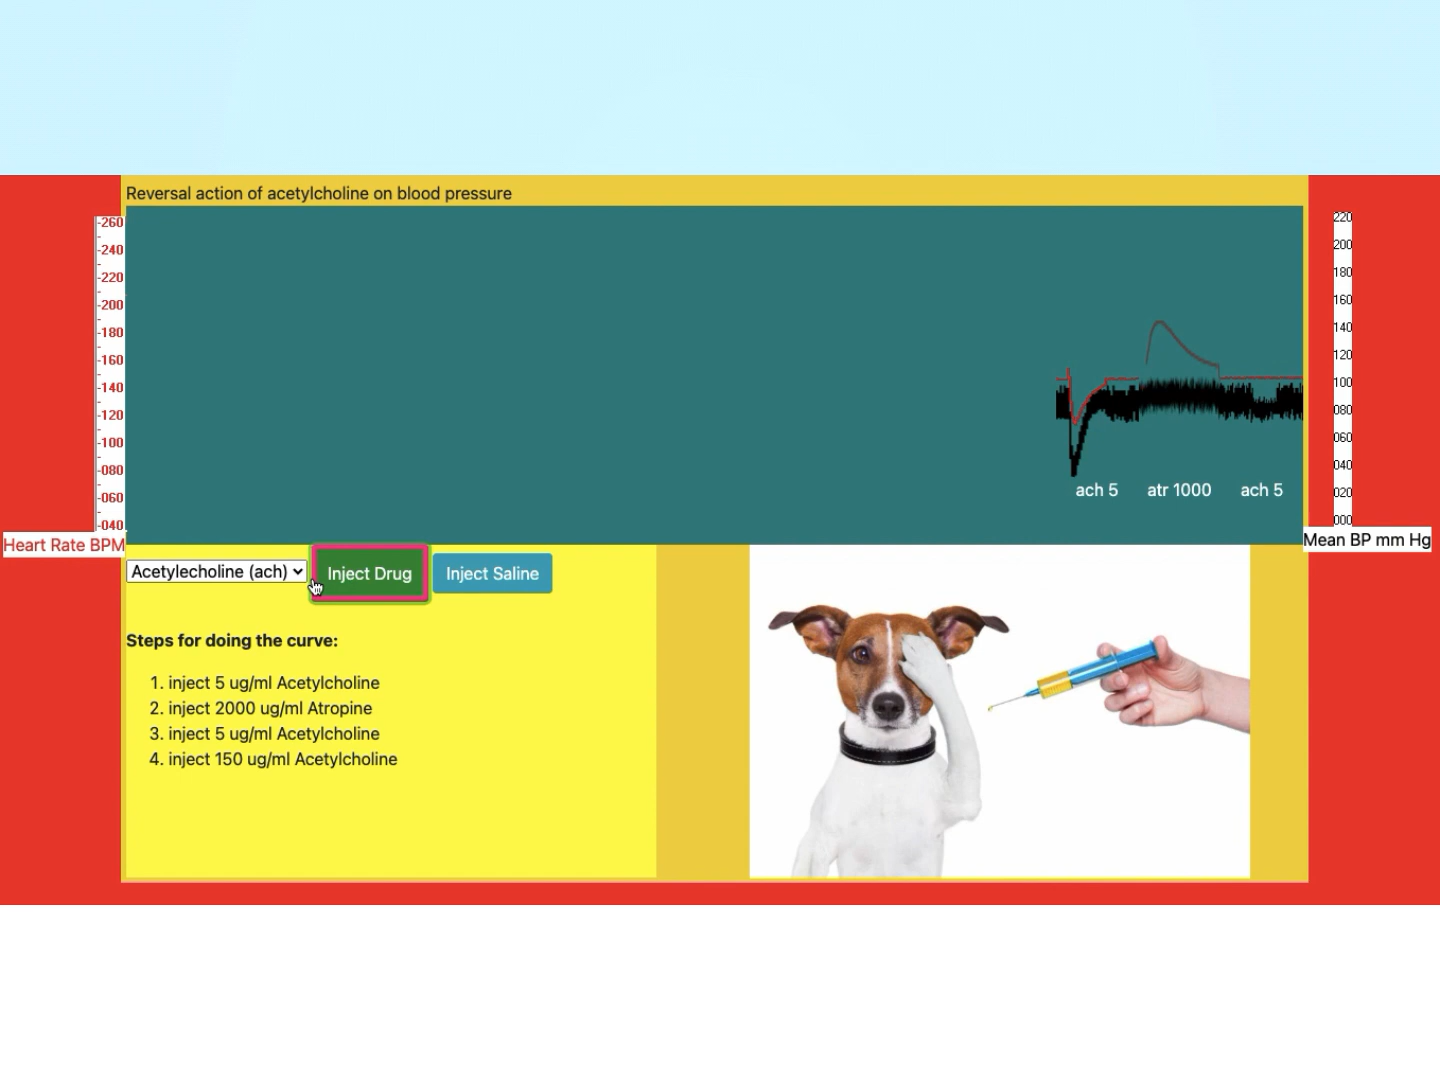 Reversal action of acetylcholine on blood pressure
-260
-240
-220
-200
-180
-160
-140
-120
-100
-080
-060
-040
Heart Rate BPM
220
200
180
160
140
120
100
080
060
040
020
000
Mean BP mm Hg
ach 5 atr 1000 ach 5
Acetylecholine (ach) Inject Drug Inject Saline
Steps for doing the curve:
1. inject 5 ug/ml Acetylcholine
2. inject 2000 ug/ml Atropine
3. inject 5 ug/ml Acetylcholine
4. inject 150 ug/ml Acetylcholine